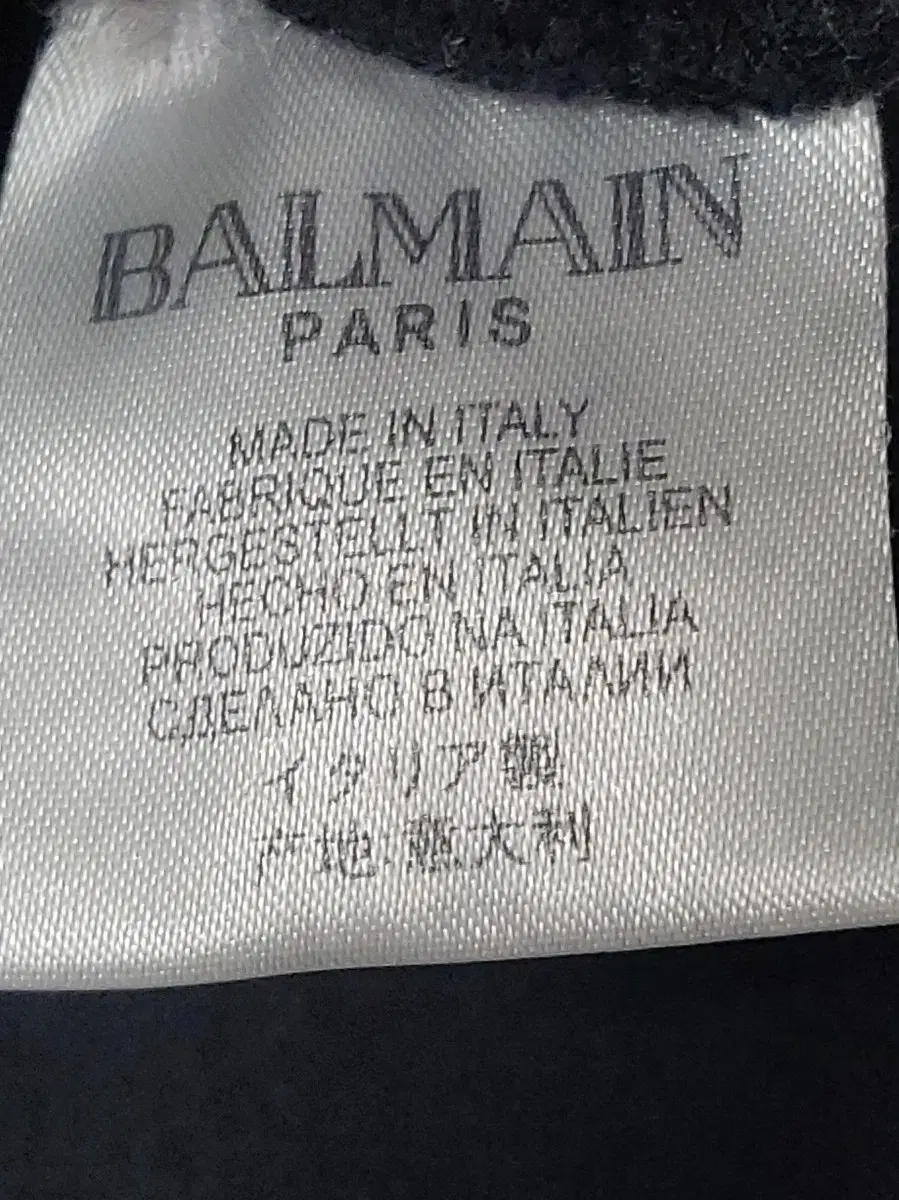 BALMAIN
PARIS
MADE IN ITALY
FABRIQUE EN ITALIE
HERGESTELLT IN ITALIEN
HECHO EN ITALIA
PRODUZIDO NA ITALIA
СДЕЛАНО В ИТАЛИИ
イタリア製
产地:意大利